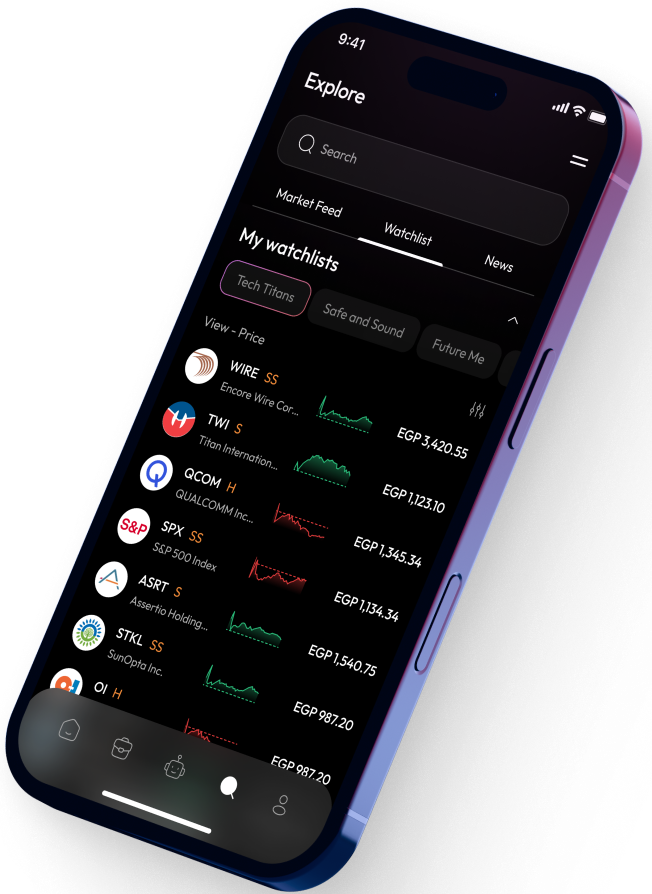 9:41
Explore
Search
Market Feed
Watchlist
News
My watchlists
Tech Titans
Safe and Sound
Future Me
View - Price
WIRE SS
Encore Wire Cor...
EGP 3,420.55
TWI S
Titan Internation...
EGP 1,123.10
QCOM H
QUALCOMM Inc...
EGP 1,345.34
S&P
SPX SS
S&P 500 Index
EGP 1,134.34
ASRT S
Assertio Holding...
EGP 1,540.75
STKL SS
SunOpta Inc.
EGP 987.20
OI H
EGP 987.20